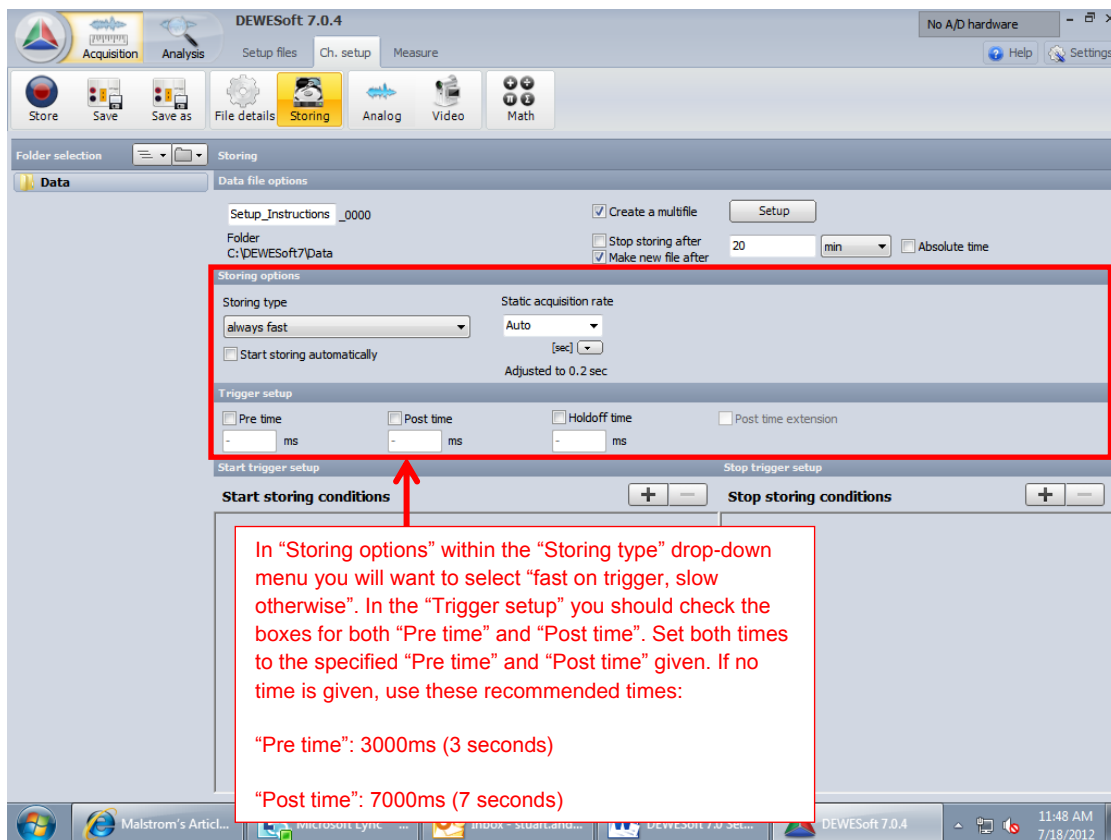 DEWESoft 7.0.4
No A/D hardware
Acquisition Analysis Setup files Ch. setup Measure Help Settings
Store Save Save as File details Storing Analog Video Math
Folder selection Storing
Data Data file options
Setup_Instructions _0000 Create a multifile Setup
Folder Stop storing after 20 min Absolute time
C:\DEWESoft7\Data Make new file after
Storing options
Storing type Static acquisition rate
always fast Auto
Start storing automatically [sec]
Adjusted to 0.2 sec
Trigger setup
Pre time Post time Holdoff time Post time extension
- ms - ms - ms
Start trigger setup Stop trigger setup
Start storing conditions + − Stop storing conditions + −
In “Storing options” within the “Storing type” drop-down
menu you will want to select “fast on trigger, slow
otherwise”. In the “Trigger setup” you should check the
boxes for both “Pre time” and “Post time”. Set both times
to the specified “Pre time” and “Post time” given. If no
time is given, use these recommended times:
“Pre time”: 3000ms (3 seconds)
“Post time”: 7000ms (7 seconds)
Malstrom's Articl... Microsoft Lync ... Inbox - stuart.and... DEWESoft 7.0 Set... DEWESoft 7.0.4 11:48 AM
7/18/2012